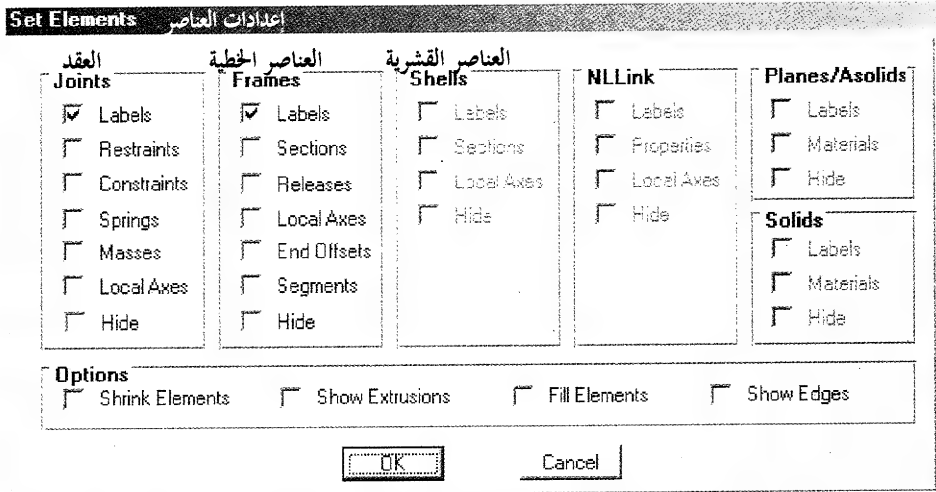 Set Elements اعدادات العناصر
العقد العناصر الخطية العناصر القشرية
Joints
Labels
Restraints
Constraints
Springs
Masses
Local Axes
Hide
Frames
Labels
Sections
Releases
Local Axes
End Offsets
Segments
Hide
Shells
Labels
Sections
Local Axes
Hide
NLLink
Labels
Properties
Local Axes
Hide
Planes/Asolids
Labels
Materials
Hide
Solids
Labels
Materials
Hide
Options
Shrink Elements Show Extrusions Fill Elements Show Edges
OK Cancel